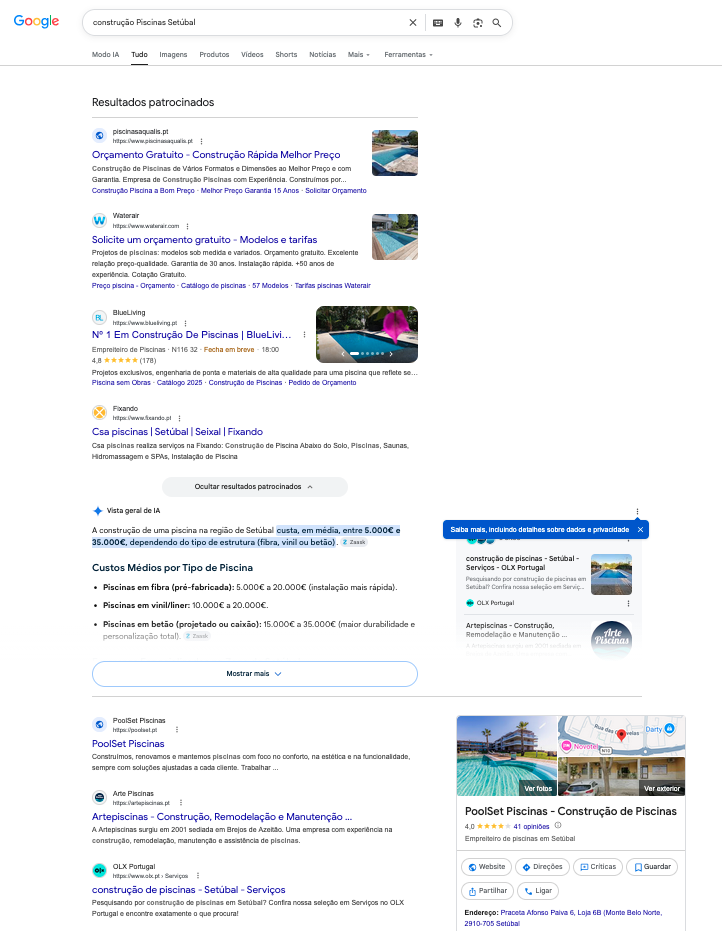 Google
construção Piscinas Setúbal
Modo IA Tudo Imagens Produtos Vídeos Shorts Notícias Mais Ferramentas
Resultados patrocinados
piscinasaqualis.pt
https://www.piscinasaqualis.pt
Orçamento Gratuito - Construção Rápida Melhor Preço
Construção de Piscinas de Vários Formatos e Dimensões ao Melhor Preço e com
Garantia. Empresa de Construção Piscinas com Experiência. Construímos por...
Construção Piscina a Bom Preço · Melhor Preço Garantia 15 Anos · Solicitar Orçamento
W
Waterair
https://www.waterair.com
Solicite um orçamento gratuito - Modelos e tarifas
Projetos de piscinas: modelos sob medida e variados. Orçamento gratuito. Excelente
relação preço-qualidade. Garantia de 30 anos. Instalação rápida. +50 anos de
experiência. Cotação Gratuito.
Preço piscina - Orçamento · Catálogo de piscinas · 57 Modelos · Tarifas piscinas Waterair
BL
BlueLiving
https://www.blueliving.pt
Nº 1 Em Construção De Piscinas | BlueLivi...
Empreiteiro de Piscinas · N116 32 · Fecha em breve · 18:00
4,8 (178)
Projetos exclusivos, engenharia de ponta e materiais de alta qualidade para uma piscina que reflete se...
Piscina sem Obras · Catálogo 2025 · Construção de Piscinas · Pedido de Orçamento
Fixando
https://www.fixando.pt
Csa piscinas | Setúbal | Seixal | Fixando
Csa piscinas realiza serviços na Fixando: Construção de Piscina Abaixo do Solo, Piscinas, Saunas,
Hidromassagem e SPAs, Instalação de Piscina
Ocultar resultados patrocinados
Vista geral de IA
A construção de uma piscina na região de Setúbal custa, em média, entre 5.000€ e
35.000€, dependendo do tipo de estrutura (fibra, vinil ou betão). Zaask
Custos Médios por Tipo de Piscina
• Piscinas em fibra (pré-fabricada): 5.000€ a 20.000€ (instalação mais rápida).
• Piscinas em vinil/liner: 10.000€ a 20.000€.
• Piscinas em betão (projetado ou caixão): 15.000€ a 35.000€ (maior durabilidade e
personalização total). Zaask
Mostrar mais
Saiba mais, incluindo detalhes sobre dados e privacidade
construção de piscinas - Setúbal -
Serviços - OLX Portugal
Pesquisando por construção de piscinas em
Setúbal? Confira nossa seleção em Serviç...
OLX Portugal
Artepiscinas - Construção,
Remodelação e Manutenção ...
Arte
Piscinas
PoolSet Piscinas
https://poolset.pt
PoolSet Piscinas
Construímos, renovamos e mantemos piscinas com foco no conforto, na estética e na funcionalidade,
sempre com soluções ajustadas a cada cliente. Trabalhar ...
Arte Piscinas
https://artepiscinas.pt
Artepiscinas - Construção, Remodelação e Manutenção ...
A Artepiscinas surgiu em 2001 sediada em Brejos de Azeitão. Uma empresa com experiência na
construção, remodelação, manutenção e assistência de piscinas.
OLX Portugal
https://www.olx.pt › Serviços
construção de piscinas - Setúbal - Serviços
Pesquisando por construção de piscinas em Setúbal? Confira nossa seleção em Serviços no OLX
Portugal e encontre exatamente o que procura!
Darty
N10
Novotel
Ver fotos
Ver exterior
PoolSet Piscinas - Construção de Piscinas
4,0 41 opiniões
Empreiteiro de piscinas em Setúbal
Website Direções Críticas Guardar
Partilhar Ligar
Endereço: Praceta Afonso Paiva 6, Loja 6B (Monte Belo Norte,
2910-705 Setúbal